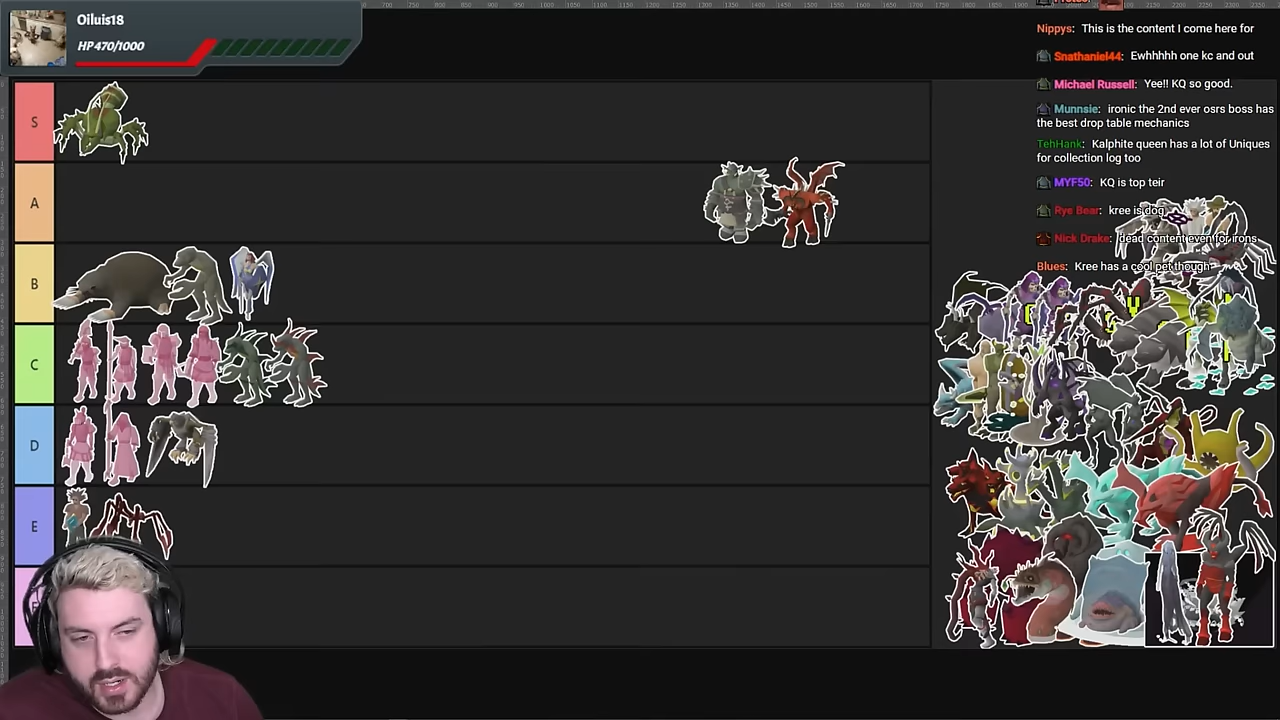 Oiluis18
HP 470/1000
Nippys: This is the content I come here for
Snathaniel44: Ewhhhhh one kc and out
Michael Russell: Yee!! KQ so good.
Munnsie: ironic the 2nd ever osrs boss has
the best drop table mechanics
TehHank: Kalphite queen has a lot of Uniques
for collection log too
MYF50: KQ is top teir
Rye Bear: kree is dog
Nick Drake: dead content even for irons
Blues: Kree has a cool pet though
S
A
B
C
D
E